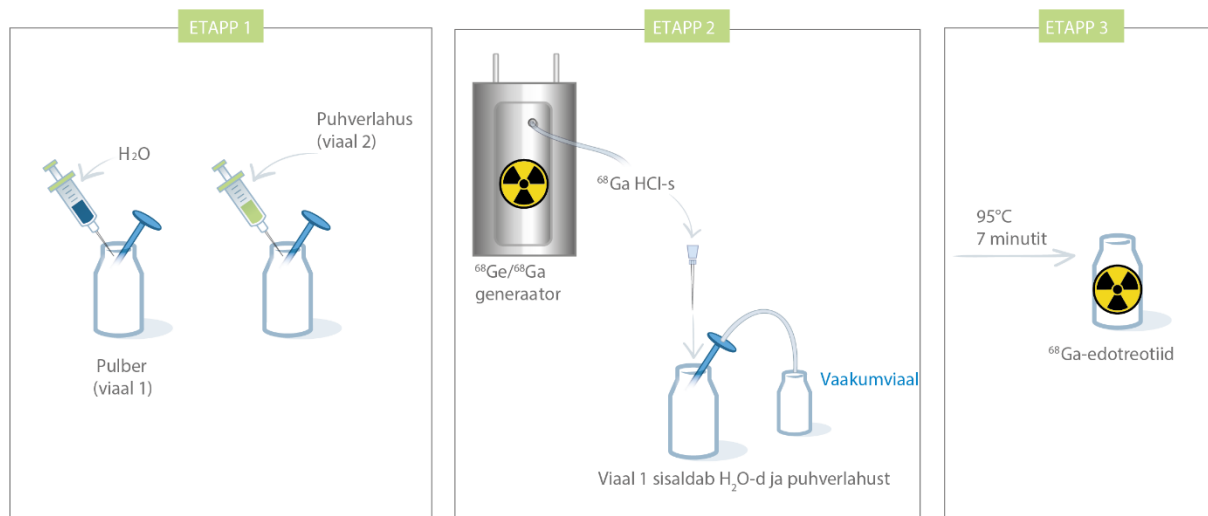 ETAPP 1
H₂O
Puhverlahus
(viaal 2)
Pulber
(viaal 1)
ETAPP 2
⁶⁸Ga HCl-s
⁶⁸Ge/⁶⁸Ga
generaator
Vaakumviaal
Viaal 1 sisaldab H₂O-d ja puhverlahust
ETAPP 3
95°C
7 minutit
⁶⁸Ga-edotreotiid